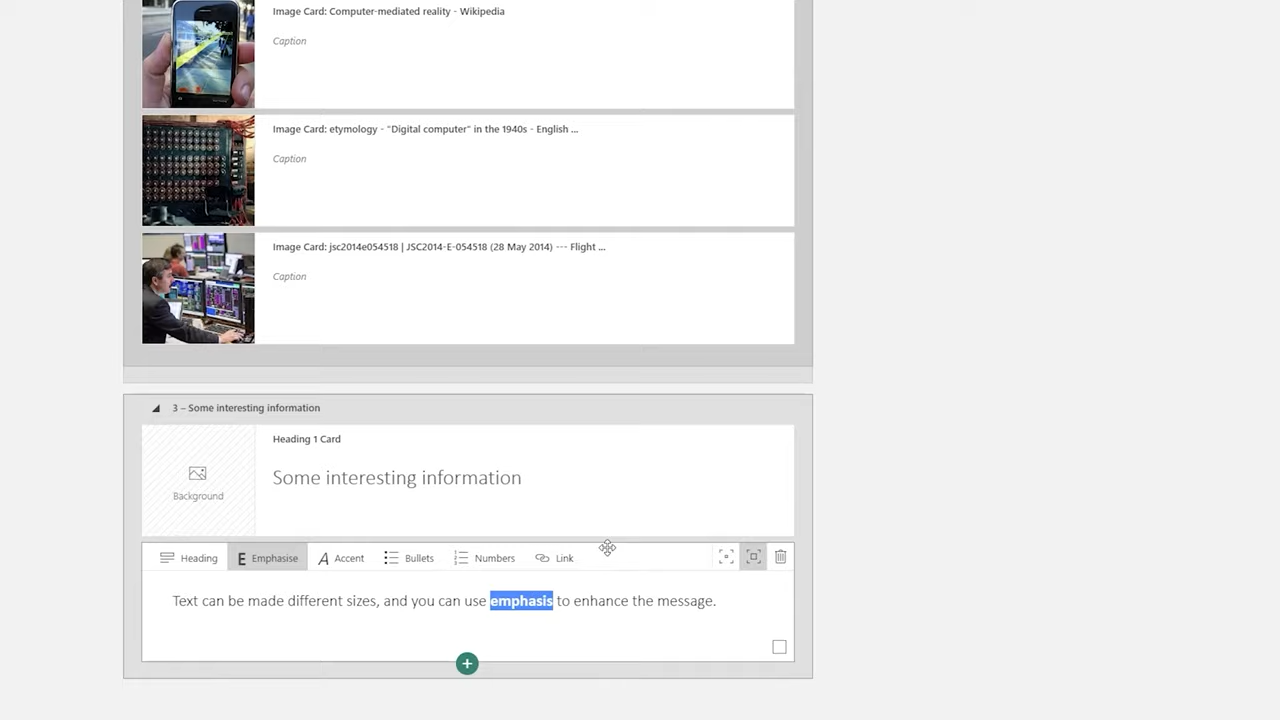 Image Card: Computer-mediated reality - Wikipedia
Caption
Image Card: etymology - "Digital computer" in the 1940s - English ...
Caption
Image Card: jsc2014e054518 | JSC2014-E-054518 (28 May 2014) --- Flight ...
Caption
3 – Some interesting information
Heading 1 Card
Some interesting information
Background
Heading E Emphasise A Accent Bullets Numbers Link
Text can be made different sizes, and you can use emphasis to enhance the message.